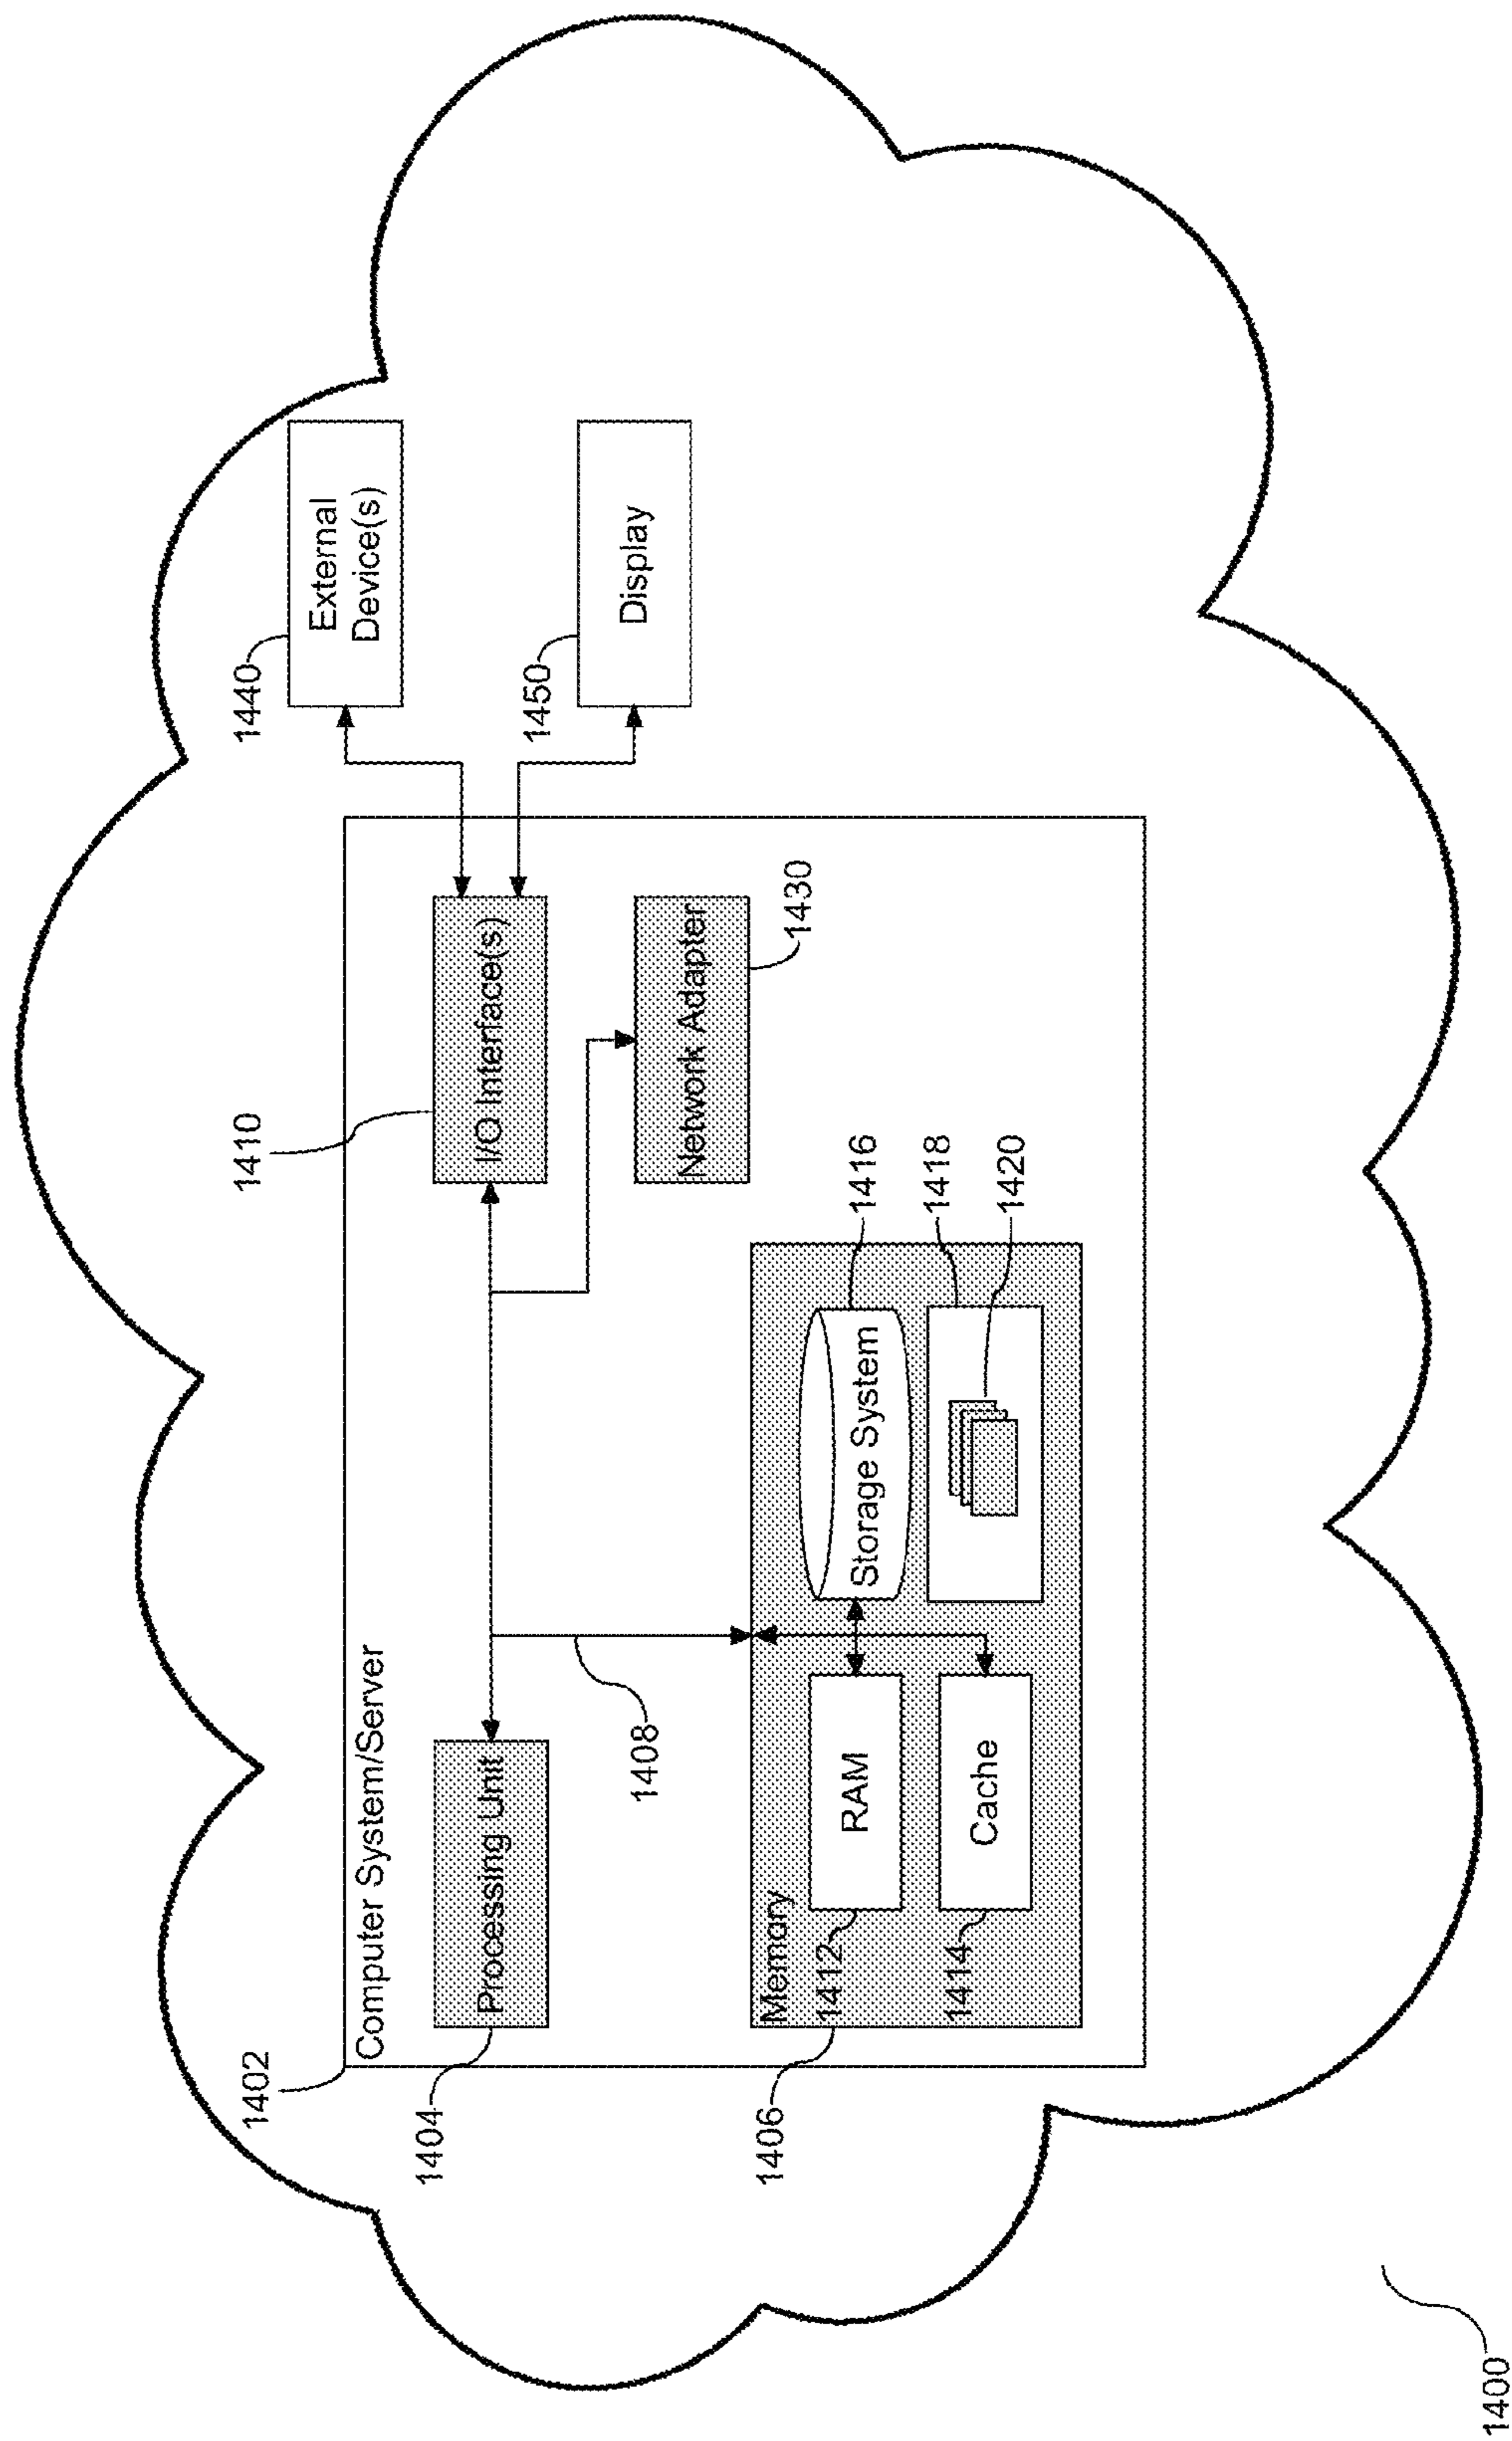 1402
Computer System/Server
1404
Processing Unit
1410
I/O Interface(s)
1440
External
Device(s)
1450
Display
Network Adapter
1430
1408
1406
Memory
1412
RAM
Storage System
1416
1414
Cache
1418
1420
1400